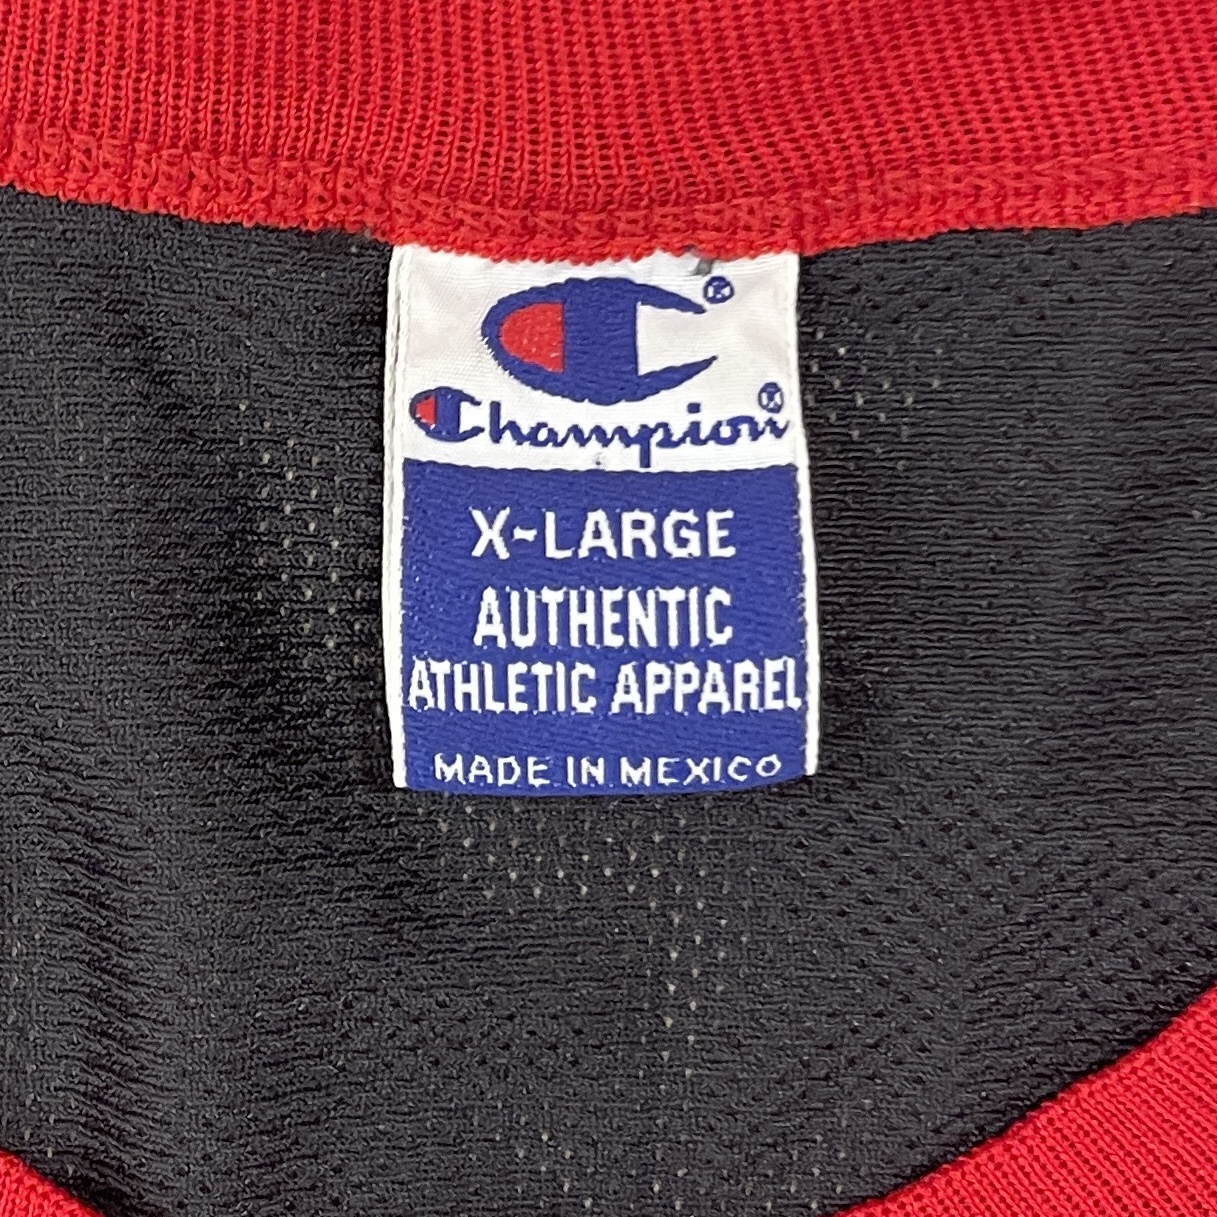 Champion
X-LARGE
AUTHENTIC
ATHLETIC APPAREL
MADE IN MEXICO